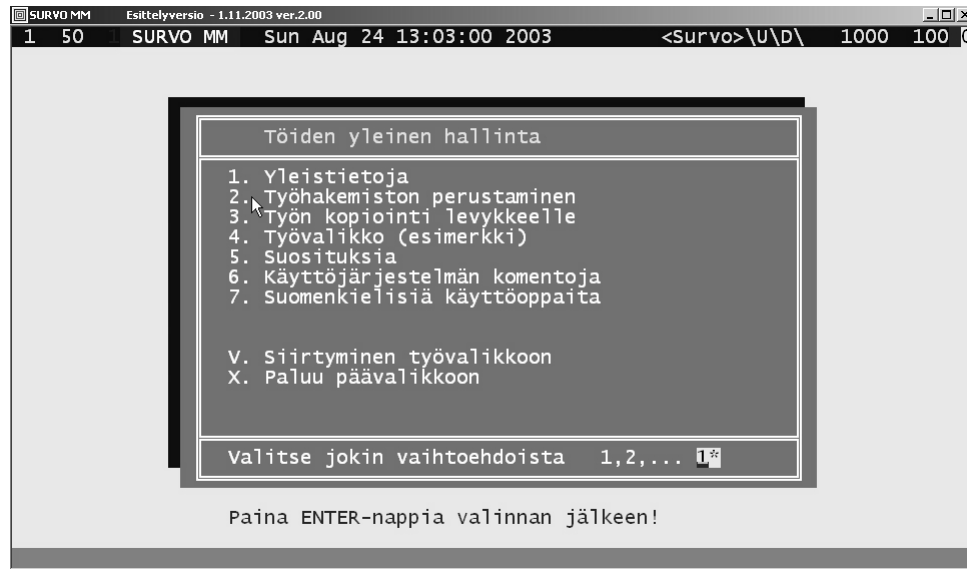 SURVO MM Esittelyversio - 1.11.2003 ver.2.00
1 50 1 SURVO MM Sun Aug 24 13:03:00 2003 <Survo>\U\D\ 1000 100
Töiden yleinen hallinta
1. Yleistietoja
2. Työhakemiston perustaminen
3. Työn kopiointi levykkeelle
4. Työvalikko (esimerkki)
5. Suosituksia
6. Käyttöjärjestelmän komentoja
7. Suomenkielisiä käyttöoppaita
V. Siirtyminen työvalikkoon
X. Paluu päävalikkoon
Valitse jokin vaihtoehdoista 1,2,... 1*
Paina ENTER-nappia valinnan jälkeen!